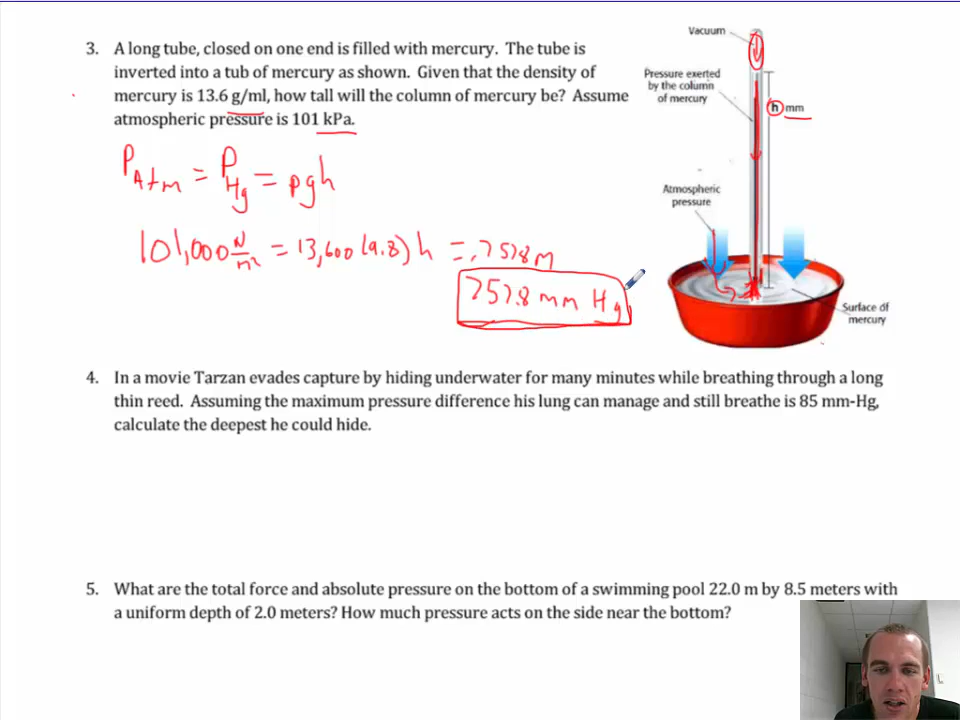 3. A long tube, closed on one end is filled with mercury. The tube is
inverted into a tub of mercury as shown. Given that the density of
mercury is 13.6 g/ml, how tall will the column of mercury be? Assume
atmospheric pressure is 101 kPa.
Vacuum
Pressure exerted
by the column
of mercury
h mm
Atmospheric
pressure
Surface of
mercury
P Atm = P Hg = ρgh
101,000 N/m² = 13,600 (9.8) h = .7578 m
757.8 mm Hg
4. In a movie Tarzan evades capture by hiding underwater for many minutes while breathing through a long
thin reed. Assuming the maximum pressure difference his lung can manage and still breathe is 85 mm-Hg,
calculate the deepest he could hide.
5. What are the total force and absolute pressure on the bottom of a swimming pool 22.0 m by 8.5 meters with
a uniform depth of 2.0 meters? How much pressure acts on the side near the bottom?